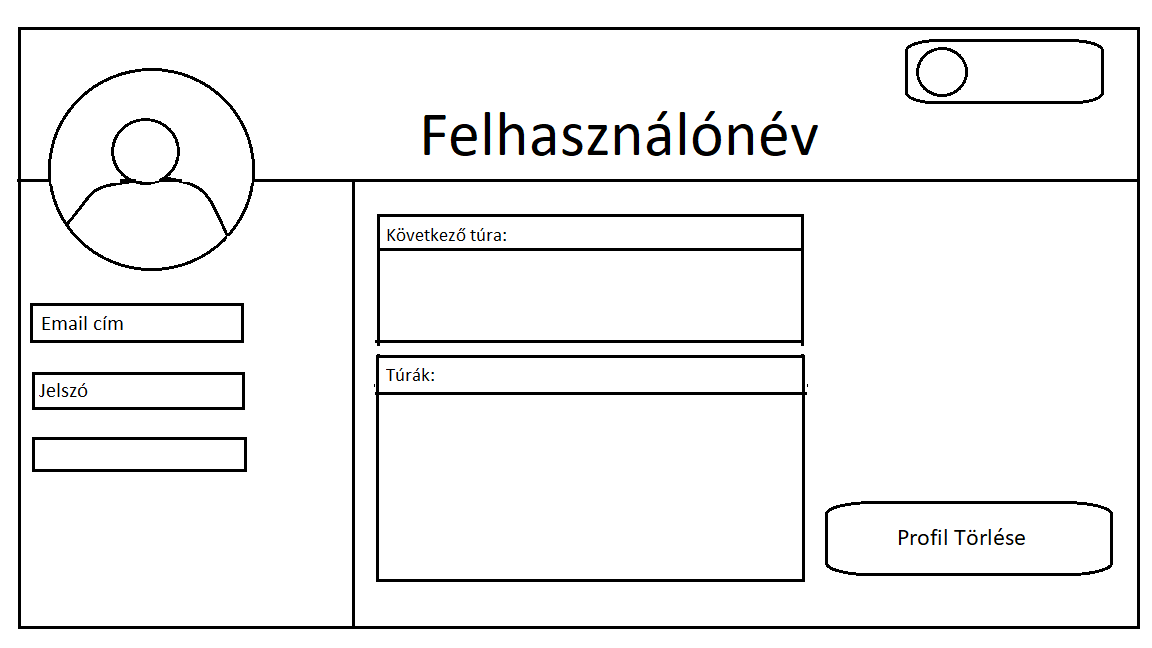 Felhasználónév
Email cím
Jelszó
Következő túra:
Túrák:
Profil Törlése